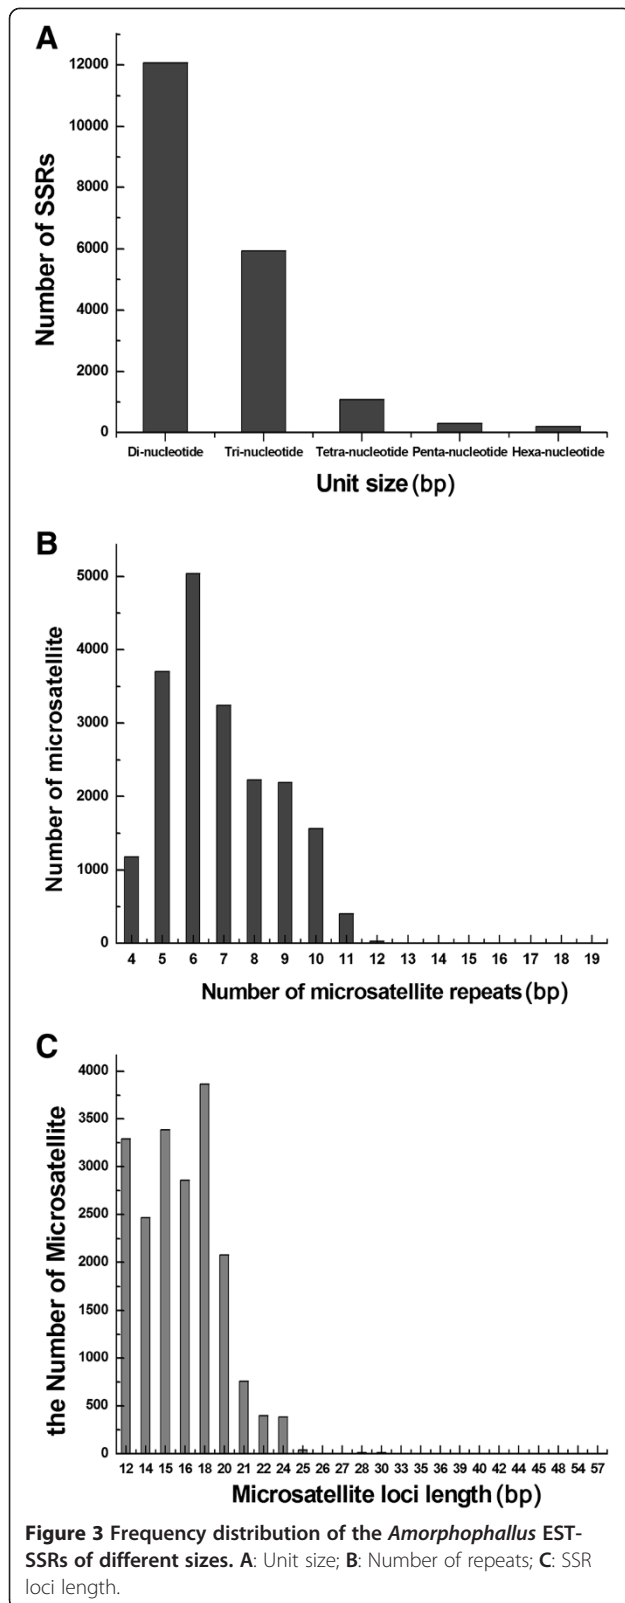 A
Number of SSRs
12000
10000
8000
6000
4000
2000
0
Di-nucleotide Tri-nucleotide Tetra-nucleotide Penta-nucleotide Hexa-nucleotide
Unit size (bp)
B
Number of microsatellite
5000
4000
3000
2000
1000
0
4 5 6 7 8 9 10 11 12 13 14 15 16 17 18 19
Number of microsatellite repeats (bp)
C
the Number of Microsatellite
4000
3500
3000
2500
2000
1500
1000
500
0
12 14 15 16 18 20 21 22 24 25 26 27 28 30 33 35 36 39 40 42 44 45 48 54 57
Microsatellite loci length (bp)
Figure 3 Frequency distribution of the Amorphophallus EST-
SSRs of different sizes. A: Unit size; B: Number of repeats; C: SSR
loci length.